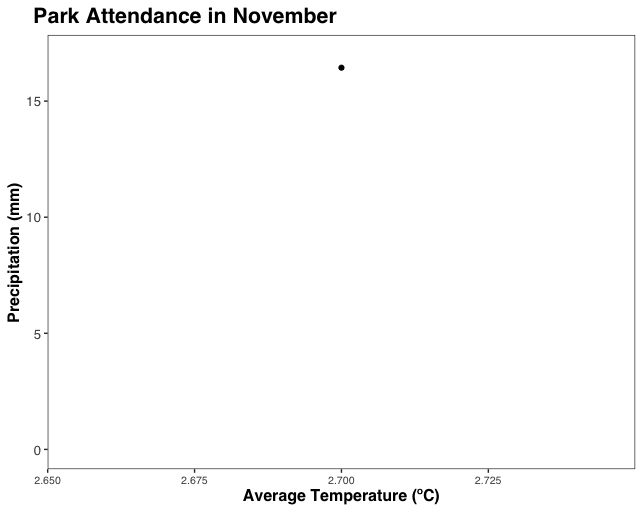 Park Attendance in November
Precipitation (mm)
15
10
5
0
2.650 2.675 2.700 2.725
Average Temperature (ºC)